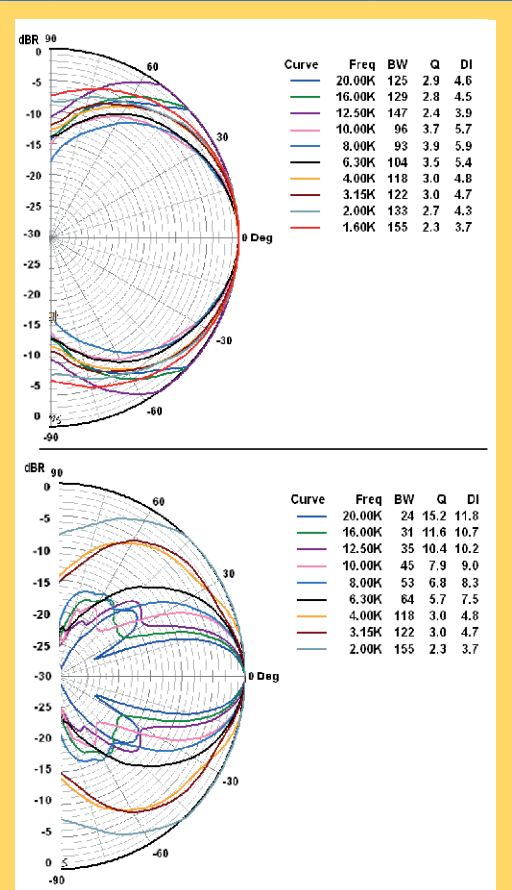 dBR 90
0
60
-5
-10
30
-15
-20
-25
-30
0 Deg
-25
-20
-15
-30
-10
-5
-60
0
-90
Curve Freq BW Q DI
20.00K 125 2.9 4.6
16.00K 129 2.8 4.5
12.50K 147 2.4 3.9
10.00K 96 3.7 5.7
8.00K 93 3.9 5.9
6.30K 104 3.5 5.4
4.00K 118 3.0 4.8
3.15K 122 3.0 4.7
2.00K 133 2.7 4.3
1.60K 155 2.3 3.7
dBR 90
0
60
-5
-10
30
-15
-20
-25
-30
0 Deg
-25
-20
-15
-30
-10
-5
-60
0
-90
Curve Freq BW Q DI
20.00K 24 15.2 11.8
16.00K 31 11.6 10.7
12.50K 35 10.4 10.2
10.00K 45 7.9 9.0
8.00K 53 6.8 8.3
6.30K 64 5.7 7.5
4.00K 118 3.0 4.8
3.15K 122 3.0 4.7
2.00K 155 2.3 3.7